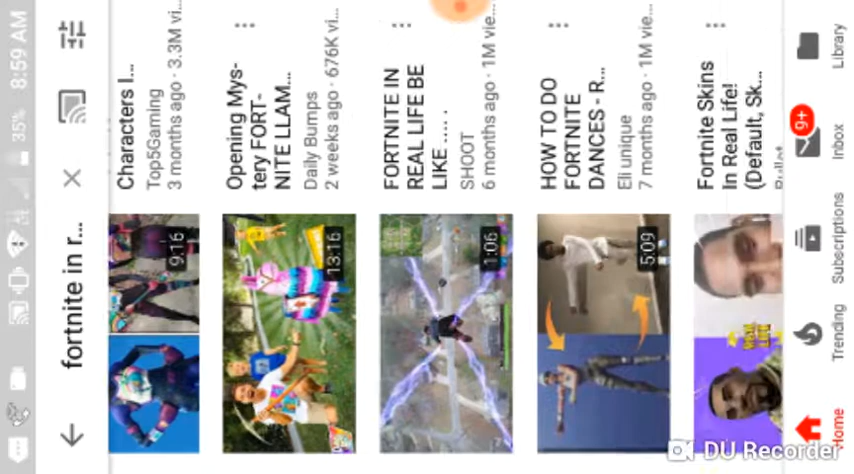 8:59 AM
35%
fortnite in r...
Characters I...
Top5Gaming
3 months ago · 3.3M vi...
9:16
Opening Mys-
tery FORT-
NITE LLAM...
Daily Bumps
2 weeks ago · 676K vi...
13:16
FORTNITE IN
REAL LIFE BE
LIKE ..... .
SHOOT
6 months ago · 1M vie...
1:06
HOW TO DO
FORTNITE
DANCES - R...
Eli unique
7 months ago · 1M vie...
5:09
Fortnite Skins
In Real Life!
(Default, Sk...
REAL
LIFE
Home
Trending
Subscriptions
9+
Inbox
Library
DU Recorder